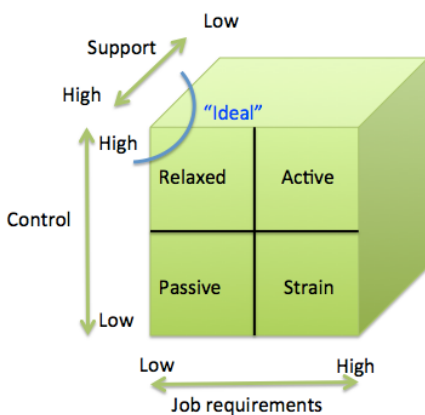 Low
Support
High
"Ideal"
High
Relaxed
Active
Control
Passive
Strain
Low
Low
High
Job requirements